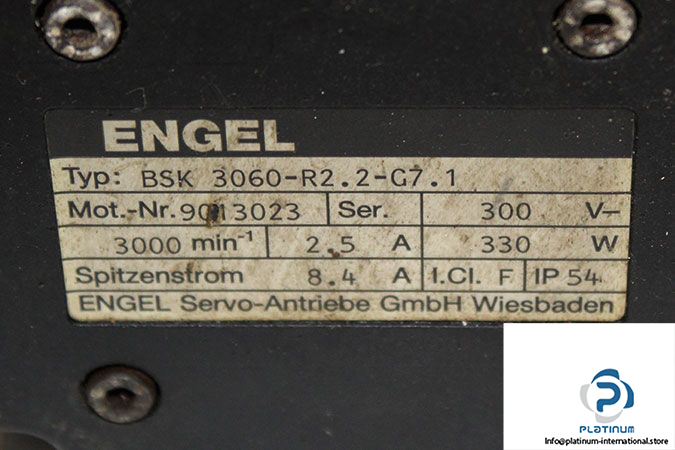 ENGEL
Typ: BSK 3060-R2.2-G7.1
Mot.-Nr. 9013023 Ser. 300 V–
3000 min⁻¹ 2.5 A 330 W
Spitzenstrom 8.4 A I.Cl. F IP 54
ENGEL Servo-Antriebe GmbH Wiesbaden
PLATINUM
Info@platinum-international.store